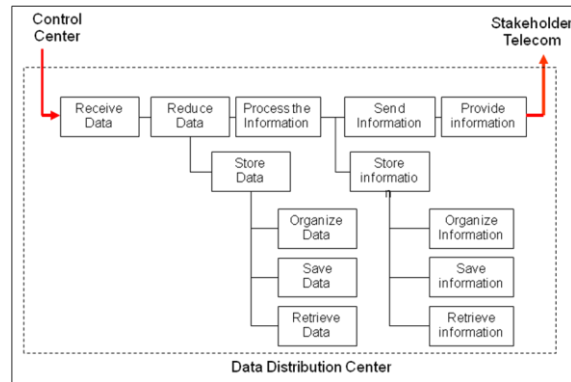 Control
Center
Stakeholder
Telecom
Receive
Data
Reduce
Data
Process the
Information
Send
Information
Provide
information
Store
Data
Store
informatio
n
Organize
Data
Organize
Information
Save
Data
Save
information
Retrieve
Data
Retrieve
information
Data Distribution Center